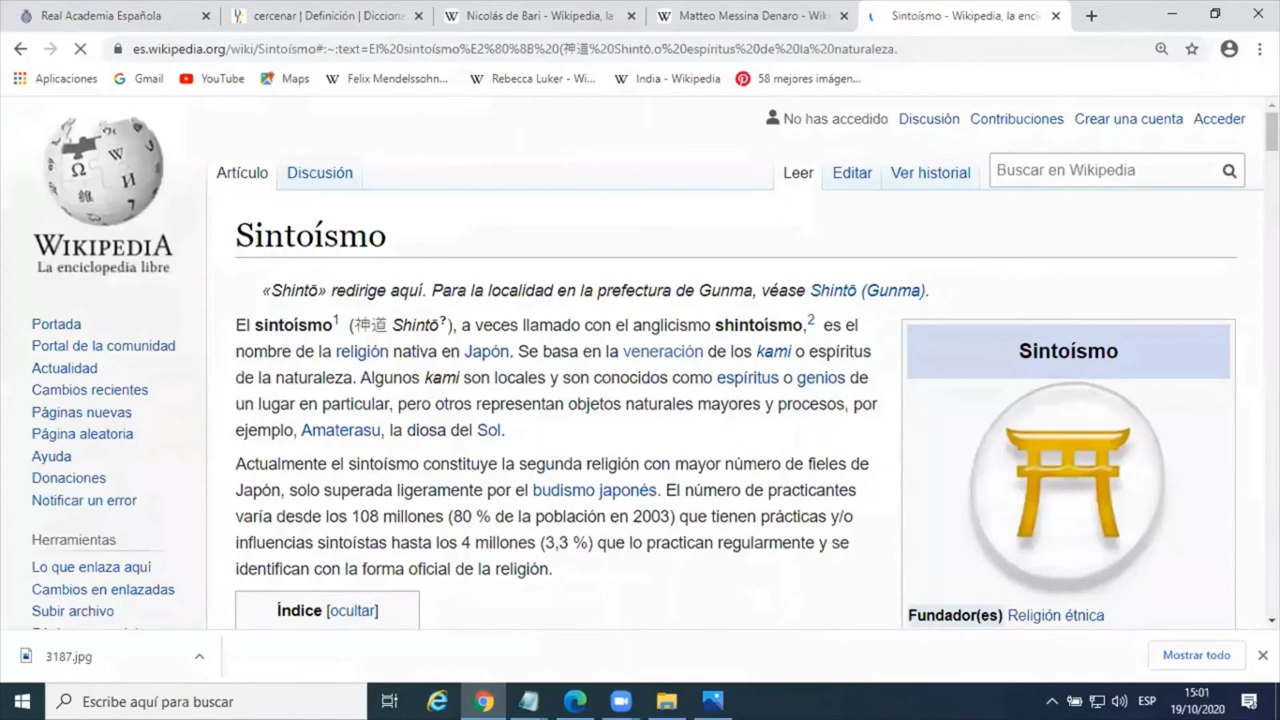 Real Academia Española
cercenar | Definición | Dicciona
Nicolás de Bari - Wikipedia, la
Matteo Messina Denaro - Wiki
Sintoísmo - Wikipedia, la enci
es.wikipedia.org/wiki/Sintoísmo#:~:text=El%20sintoísmo%E2%80%8B%20(神道%20Shintō,o%20espíritus%20de%20la%20naturaleza.
Aplicaciones
Gmail
YouTube
Maps
Felix Mendelssohn...
Rebecca Luker - Wi...
India - Wikipedia
58 mejores imágen...
No has accedido Discusión Contribuciones Crear una cuenta Acceder
Artículo Discusión Leer Editar Ver historial Buscar en Wikipedia
WIKIPEDIA
La enciclopedia libre
Sintoísmo
«Shintō» redirige aquí. Para la localidad en la prefectura de Gunma, véase Shintō (Gunma).
El sintoísmo1 (神道 Shintō?), a veces llamado con el anglicismo shintoísmo,2 es el
nombre de la religión nativa en Japón. Se basa en la veneración de los kami o espíritus
de la naturaleza. Algunos kami son locales y son conocidos como espíritus o genios de
un lugar en particular, pero otros representan objetos naturales mayores y procesos, por
ejemplo, Amaterasu, la diosa del Sol.
Actualmente el sintoísmo constituye la segunda religión con mayor número de fieles de
Japón, solo superada ligeramente por el budismo japonés. El número de practicantes
varía desde los 108 millones (80 % de la población en 2003) que tienen prácticas y/o
influencias sintoístas hasta los 4 millones (3,3 %) que lo practican regularmente y se
identifican con la forma oficial de la religión.
Índice [ocultar]
Sintoísmo
Fundador(es) Religión étnica
Portada
Portal de la comunidad
Actualidad
Cambios recientes
Páginas nuevas
Página aleatoria
Ayuda
Donaciones
Notificar un error
Herramientas
Lo que enlaza aquí
Cambios en enlazadas
Subir archivo
3187.jpg
Mostrar todo
Escribe aquí para buscar
ESP
15:01
19/10/2020